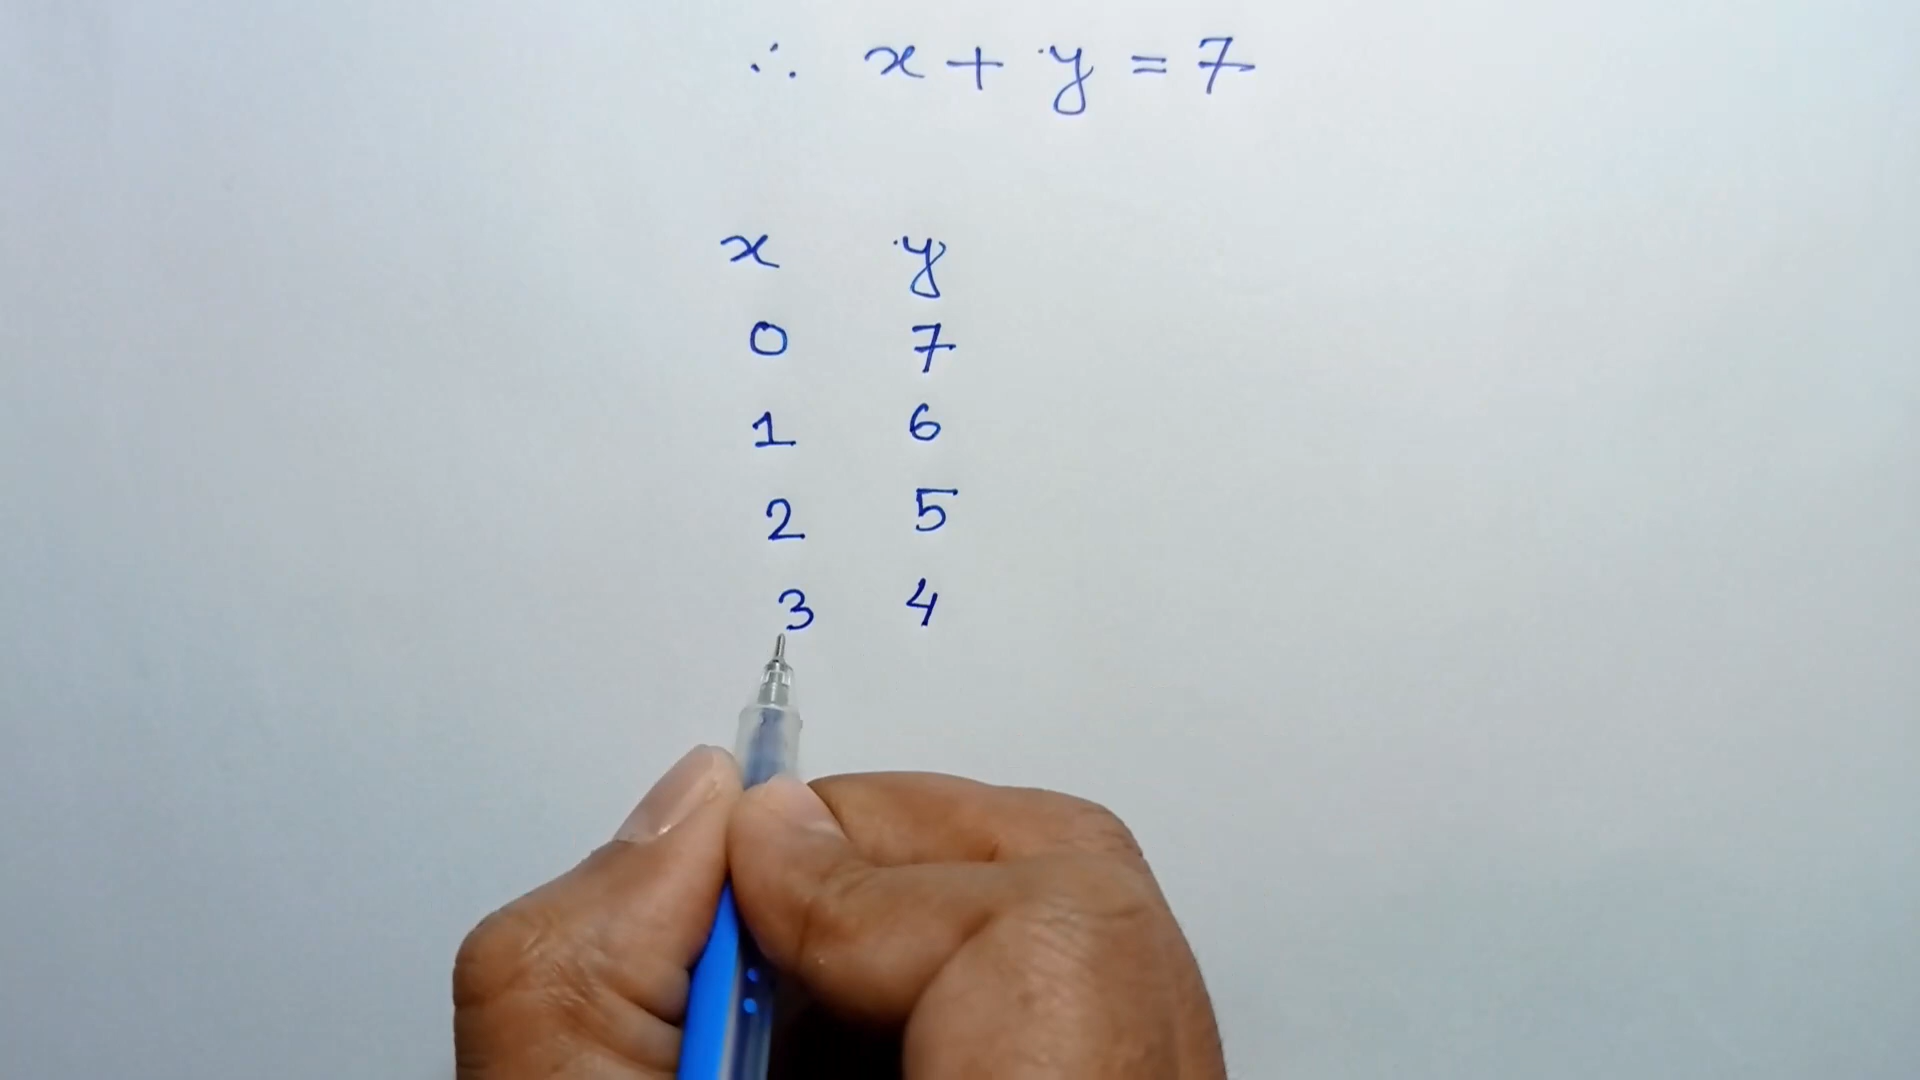 ∴ x + y = 7
x y
0 7
1 6
2 5
3 4